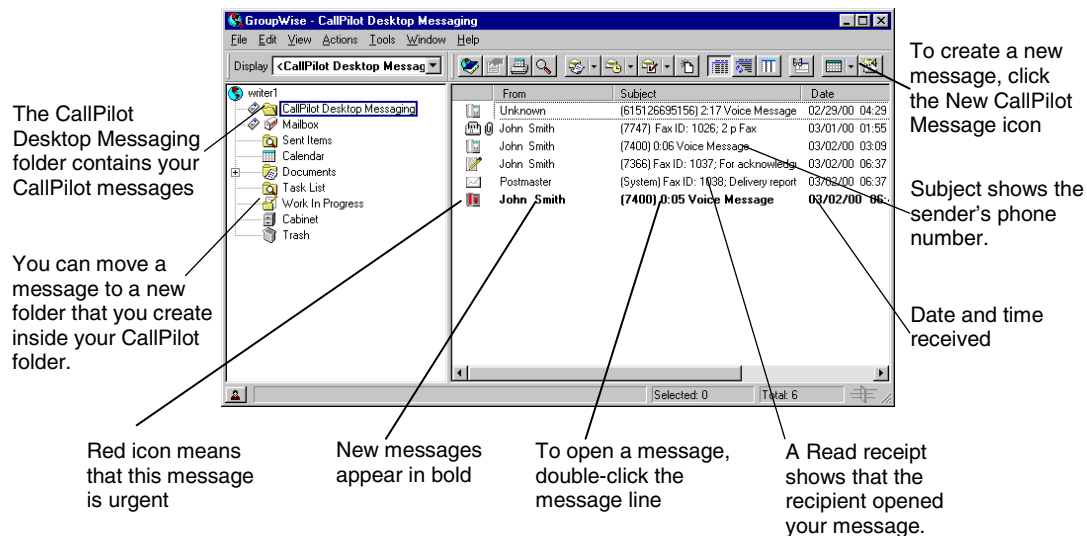 GroupWise - CallPilot Desktop Messaging
File Edit View Actions Tools Window Help
Display <CallPilot Desktop Messag
writer1
CallPilot Desktop Messaging
Mailbox
Sent Items
Calendar
Documents
Task List
Work In Progress
Cabinet
Trash
From Subject Date
Unknown (615126695156) 2:17 Voice Message 02/29/00 04:29
John Smith (7747) Fax ID: 1026; 2 p Fax 03/01/00 01:55
John Smith (7400) 0:06 Voice Message 03/02/00 03:09
John Smith (7366) Fax ID: 1037; For acknowledgu 03/02/00 06:37
Postmaster (System) Fax ID: 1038; Delivery report 03/02/00 06:37
John Smith (7400) 0:05 Voice Message 03/02/00 06:
Selected: 0 Total: 6
The CallPilot
Desktop Messaging
folder contains your
CallPilot messages
You can move a
message to a new
folder that you create
inside your CallPilot
folder.
To create a new
message, click
the New CallPilot
Message icon
Subject shows the
sender's phone
number.
Date and time
received
Red icon means
that this message
is urgent
New messages
appear in bold
To open a message,
double-click the
message line
A Read receipt
shows that the
recipient opened
your message.